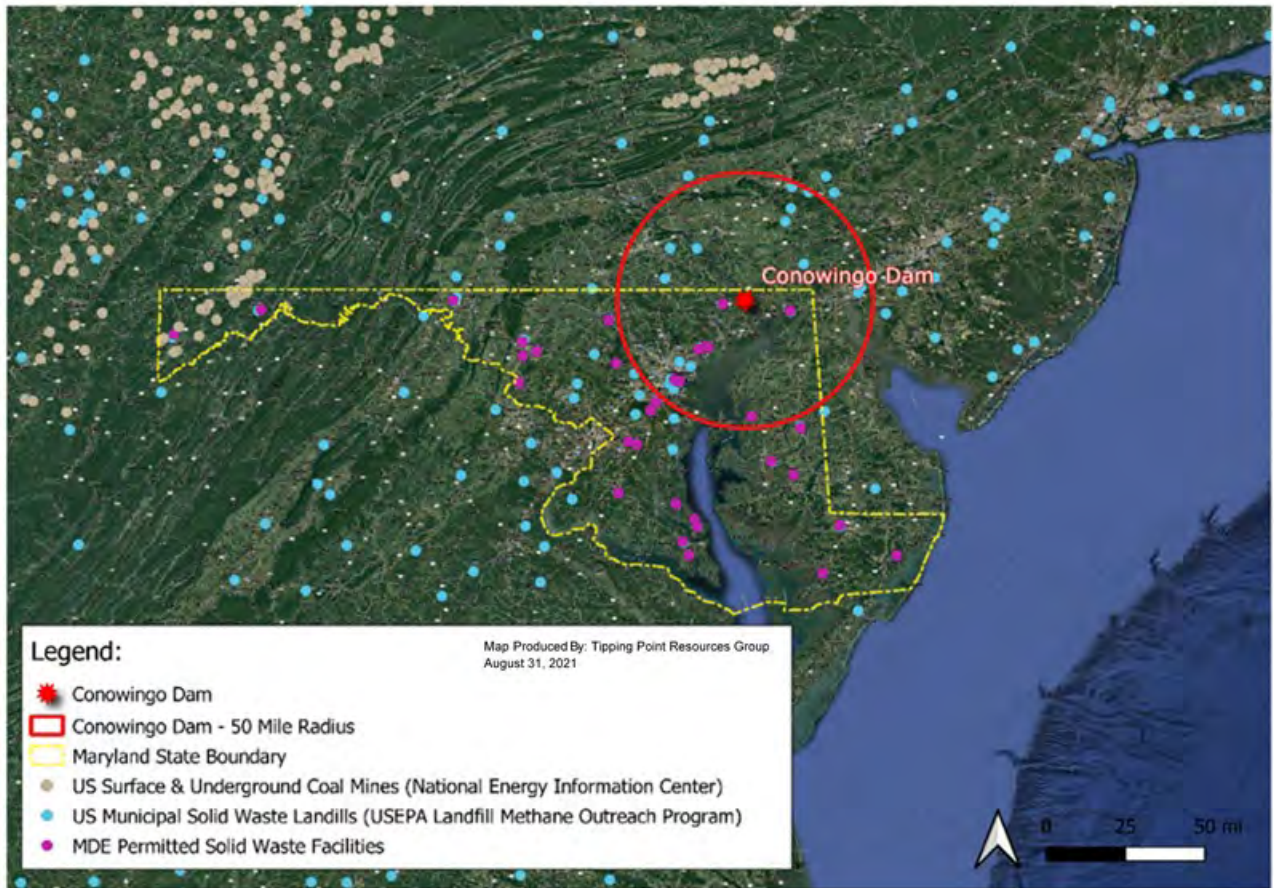 Conowingo Dam
Legend:
Map Produced By: Tipping Point Resources Group
August 31, 2021
Conowingo Dam
Conowingo Dam - 50 Mile Radius
Maryland State Boundary
US Surface & Underground Coal Mines (National Energy Information Center)
US Municipal Solid Waste Landills (USEPA Landfill Methane Outreach Program)
MDE Permitted Solid Waste Facilities
0 25 50 mi